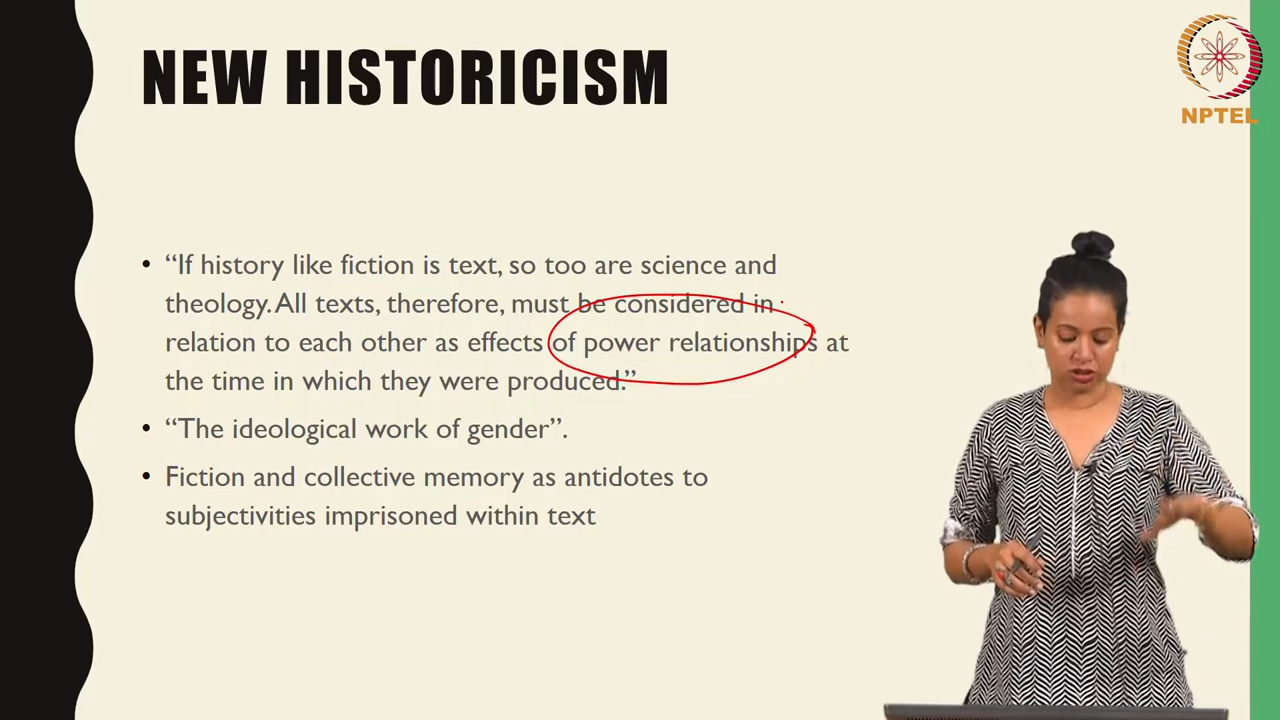 NEW HISTORICISM
NPTEL
• “If history like fiction is text, so too are science and
theology. All texts, therefore, must be considered in
relation to each other as effects of power relationships at
the time in which they were produced.”
• “The ideological work of gender”.
• Fiction and collective memory as antidotes to
subjectivities imprisoned within text